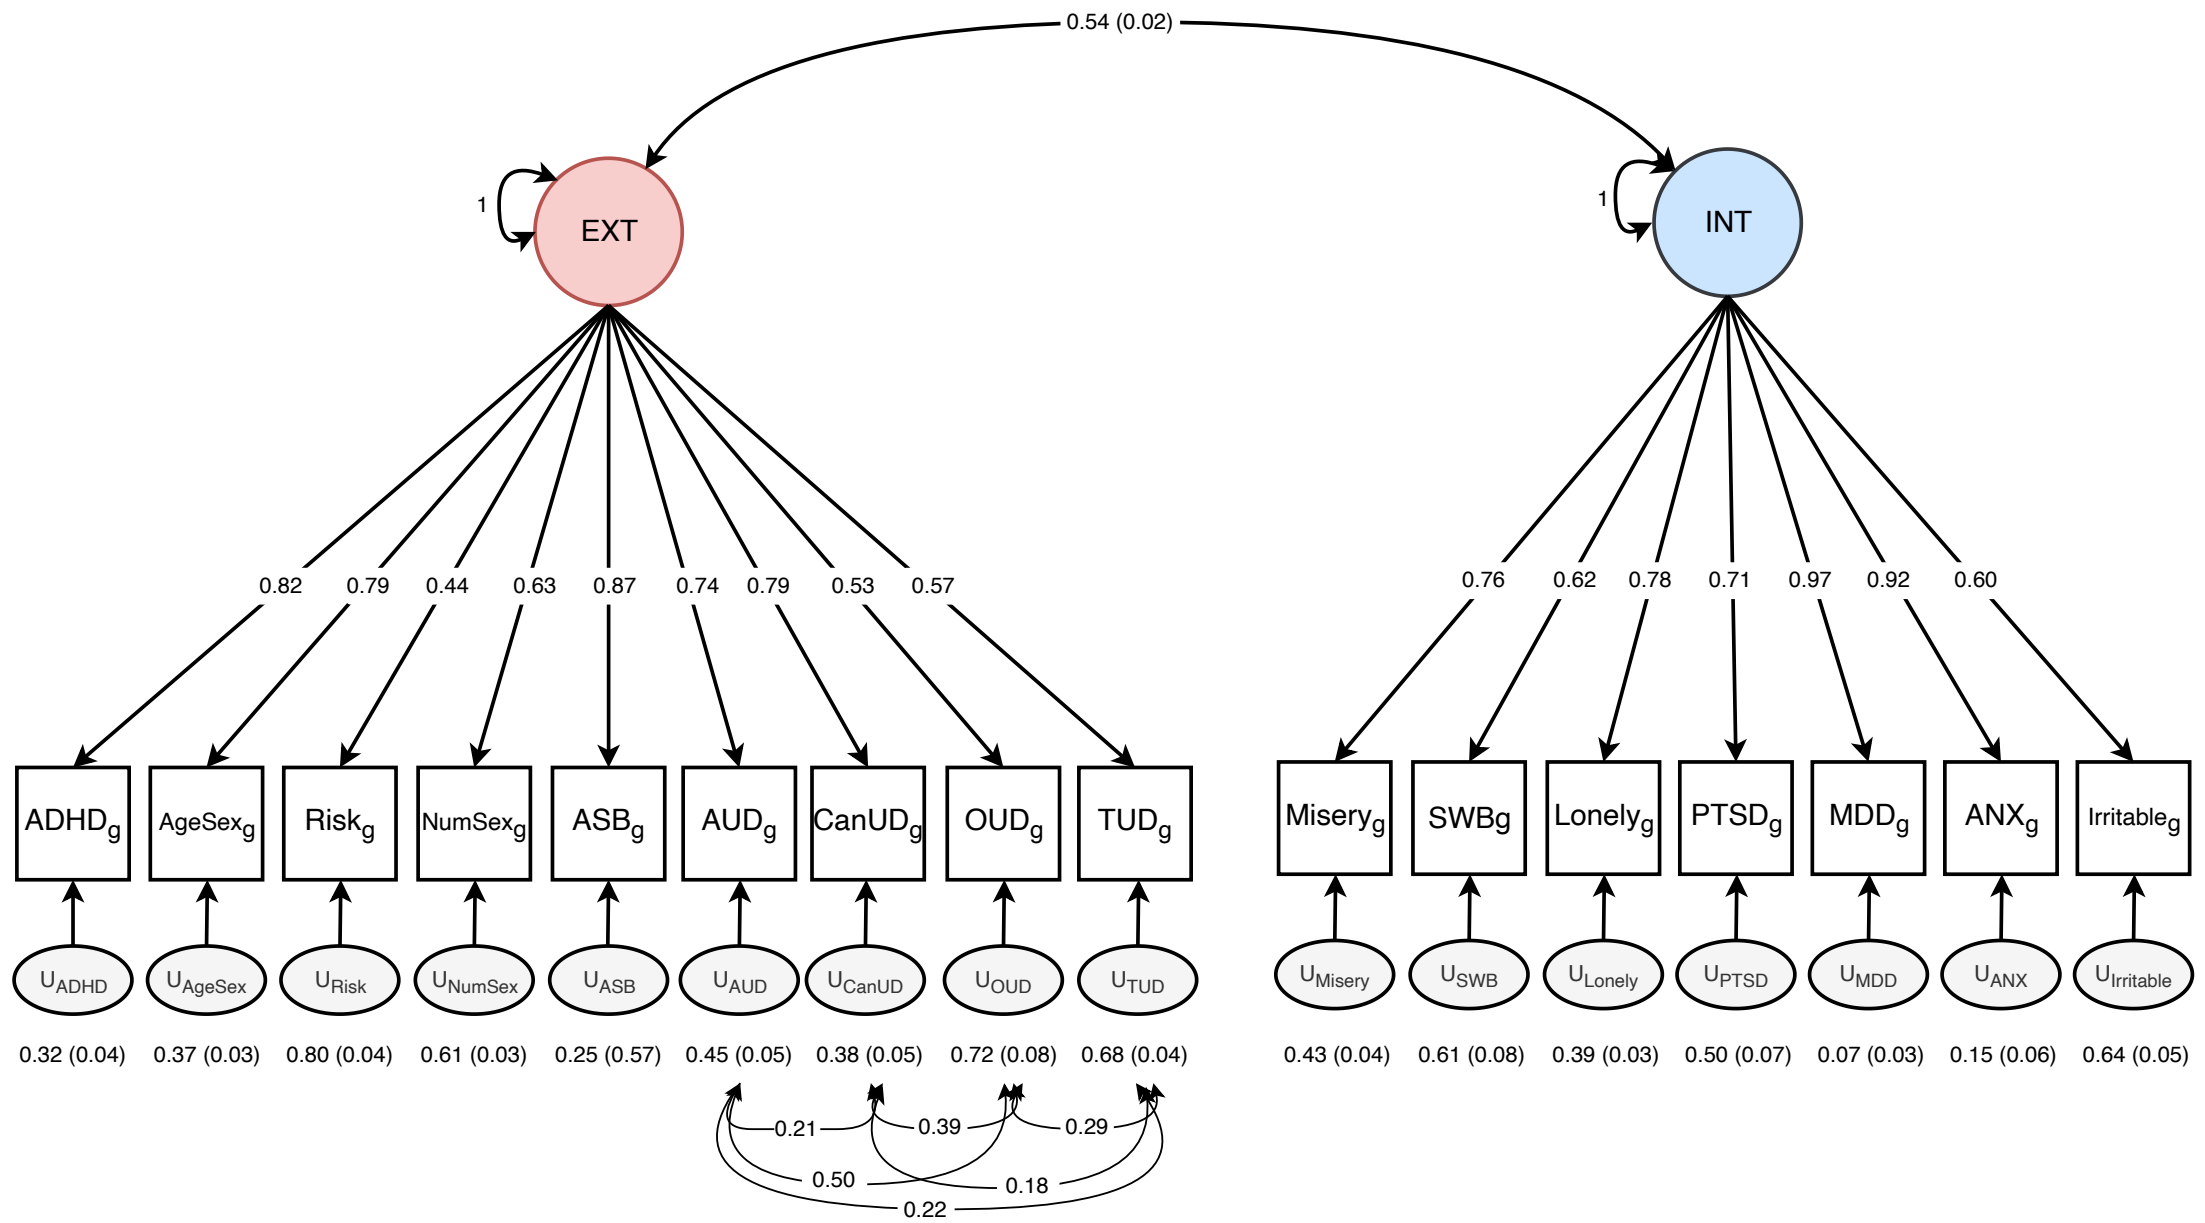 0.54 (0.02)
1
EXT
1
INT
0.82 0.79 0.44 0.63 0.87 0.74 0.79 0.53 0.57
0.76 0.62 0.78 0.71 0.97 0.92 0.60
ADHDg AgeSexg Riskg NumSexg ASBg AUDg CanUDg OUDg TUDg
Miseryg SWBg Lonelyg PTSDg MDDg ANXg Irritableg
UADHD UAgeSex URisk UNumSex UASB UAUD UCanUD UOUD UTUD
UMisery USWB ULonely UPTSD UMDD UANX UIrritable
0.32 (0.04) 0.37 (0.03) 0.80 (0.04) 0.61 (0.03) 0.25 (0.57) 0.45 (0.05) 0.38 (0.05) 0.72 (0.08) 0.68 (0.04)
0.43 (0.04) 0.61 (0.08) 0.39 (0.03) 0.50 (0.07) 0.07 (0.03) 0.15 (0.06) 0.64 (0.05)
0.21 0.39 0.29
0.50 0.18
0.22